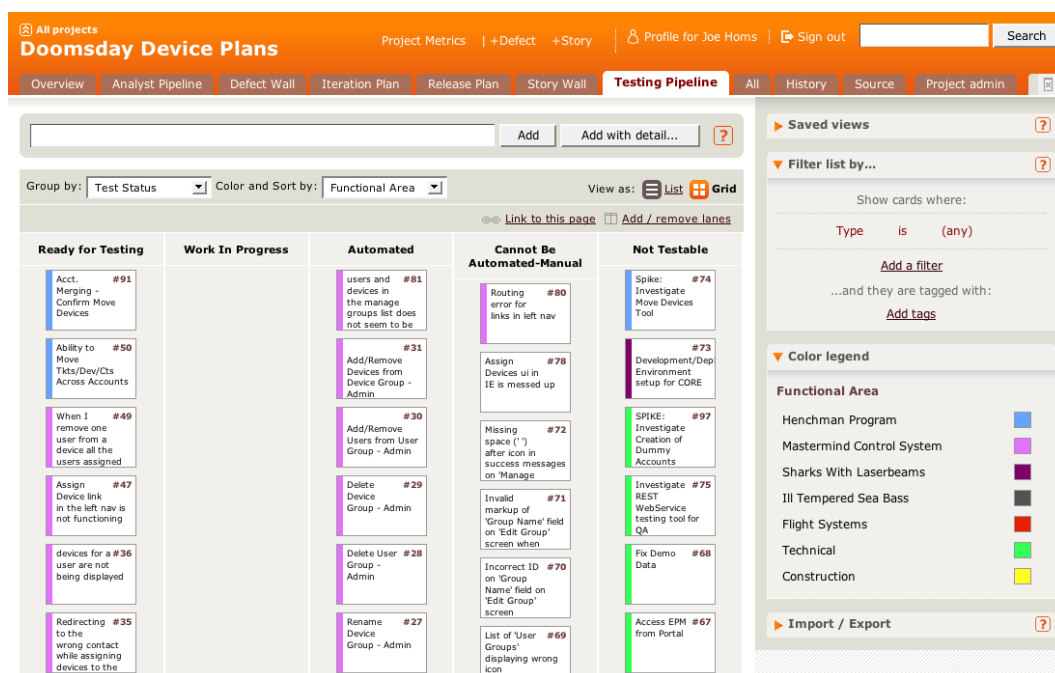 All projects
Doomsday Device Plans
Project Metrics | +Defect +Story
Profile for Joe Homs
Sign out
Search
Overview
Analyst Pipeline
Defect Wall
Iteration Plan
Release Plan
Story Wall
Testing Pipeline
All
History
Source
Project admin
Add
Add with detail...
?
Group by: Test Status
Color and Sort by: Functional Area
View as: List Grid
Link to this page
Add / remove lanes
Ready for Testing
#91
Acct.
Merging -
Confirm Move
Devices
#50
Ability to
Move
Tkts/Dev/Cts
Across Accounts
#49
When I
remove one
user from a
device all the
users assigned
#47
Assign
Device link
in the left nav is
not functioning
#36
devices for a
user are not
being displayed
#35
Redirecting
to the
wrong contact
while assigning
devices to the
Work In Progress
Automated
#81
users and
devices in
the manage
groups list does
not seem to be
#31
Add/Remove
Devices from
Device Group -
Admin
#30
Add/Remove
Users from User
Group - Admin
#29
Delete
Device
Group - Admin
#28
Delete User
Group -
Admin
#27
Rename
Device
Group - Admin
Cannot Be
Automated-Manual
#80
Routing
error for
links in left nav
#78
Assign
Devices ui in
IE is messed up
#72
Missing
space (' ')
after icon in
success messages
on 'Manage
#71
Invalid
markup of
'Group Name' field
on 'Edit Group'
screen when
#70
Incorrect ID
on 'Group
Name' field on
'Edit Group'
screen
#69
List of 'User
Groups'
displaying wrong
icon
Not Testable
#74
Spike:
Investigate
Move Devices
Tool
#73
Development/Depl
Environment
setup for CORE
#97
SPIKE:
Investigate
Creation of
Dummy
Accounts
#75
Investigate
REST
WebService
testing tool for
QA
#68
Fix Demo
Data
#67
Access EPM
from Portal
Saved views
?
Filter list by...
?
Show cards where:
Type is (any)
Add a filter
...and they are tagged with:
Add tags
Color legend
Functional Area
Henchman Program
Mastermind Control System
Sharks With Laserbeams
Ill Tempered Sea Bass
Flight Systems
Technical
Construction
Import / Export
?